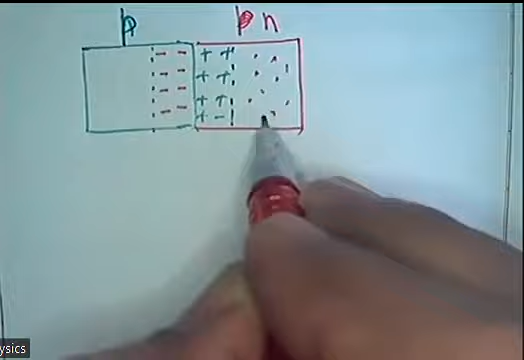 p p n
- - + +
- - + +
- - + +
- - + -
ysics